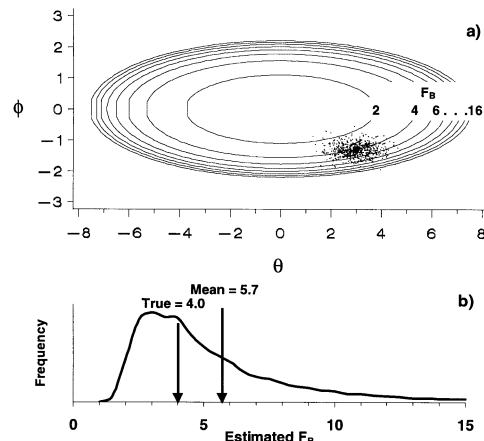 a)
3
2
1
0
−1
−2
−3
ϕ
F_B
2 4 6 . . .16
−8 −6 −4 −2 0 2 4 6 8
θ
b)
Mean = 5.7
True = 4.0
Frequency
0 5 10 15
Estimated F_B